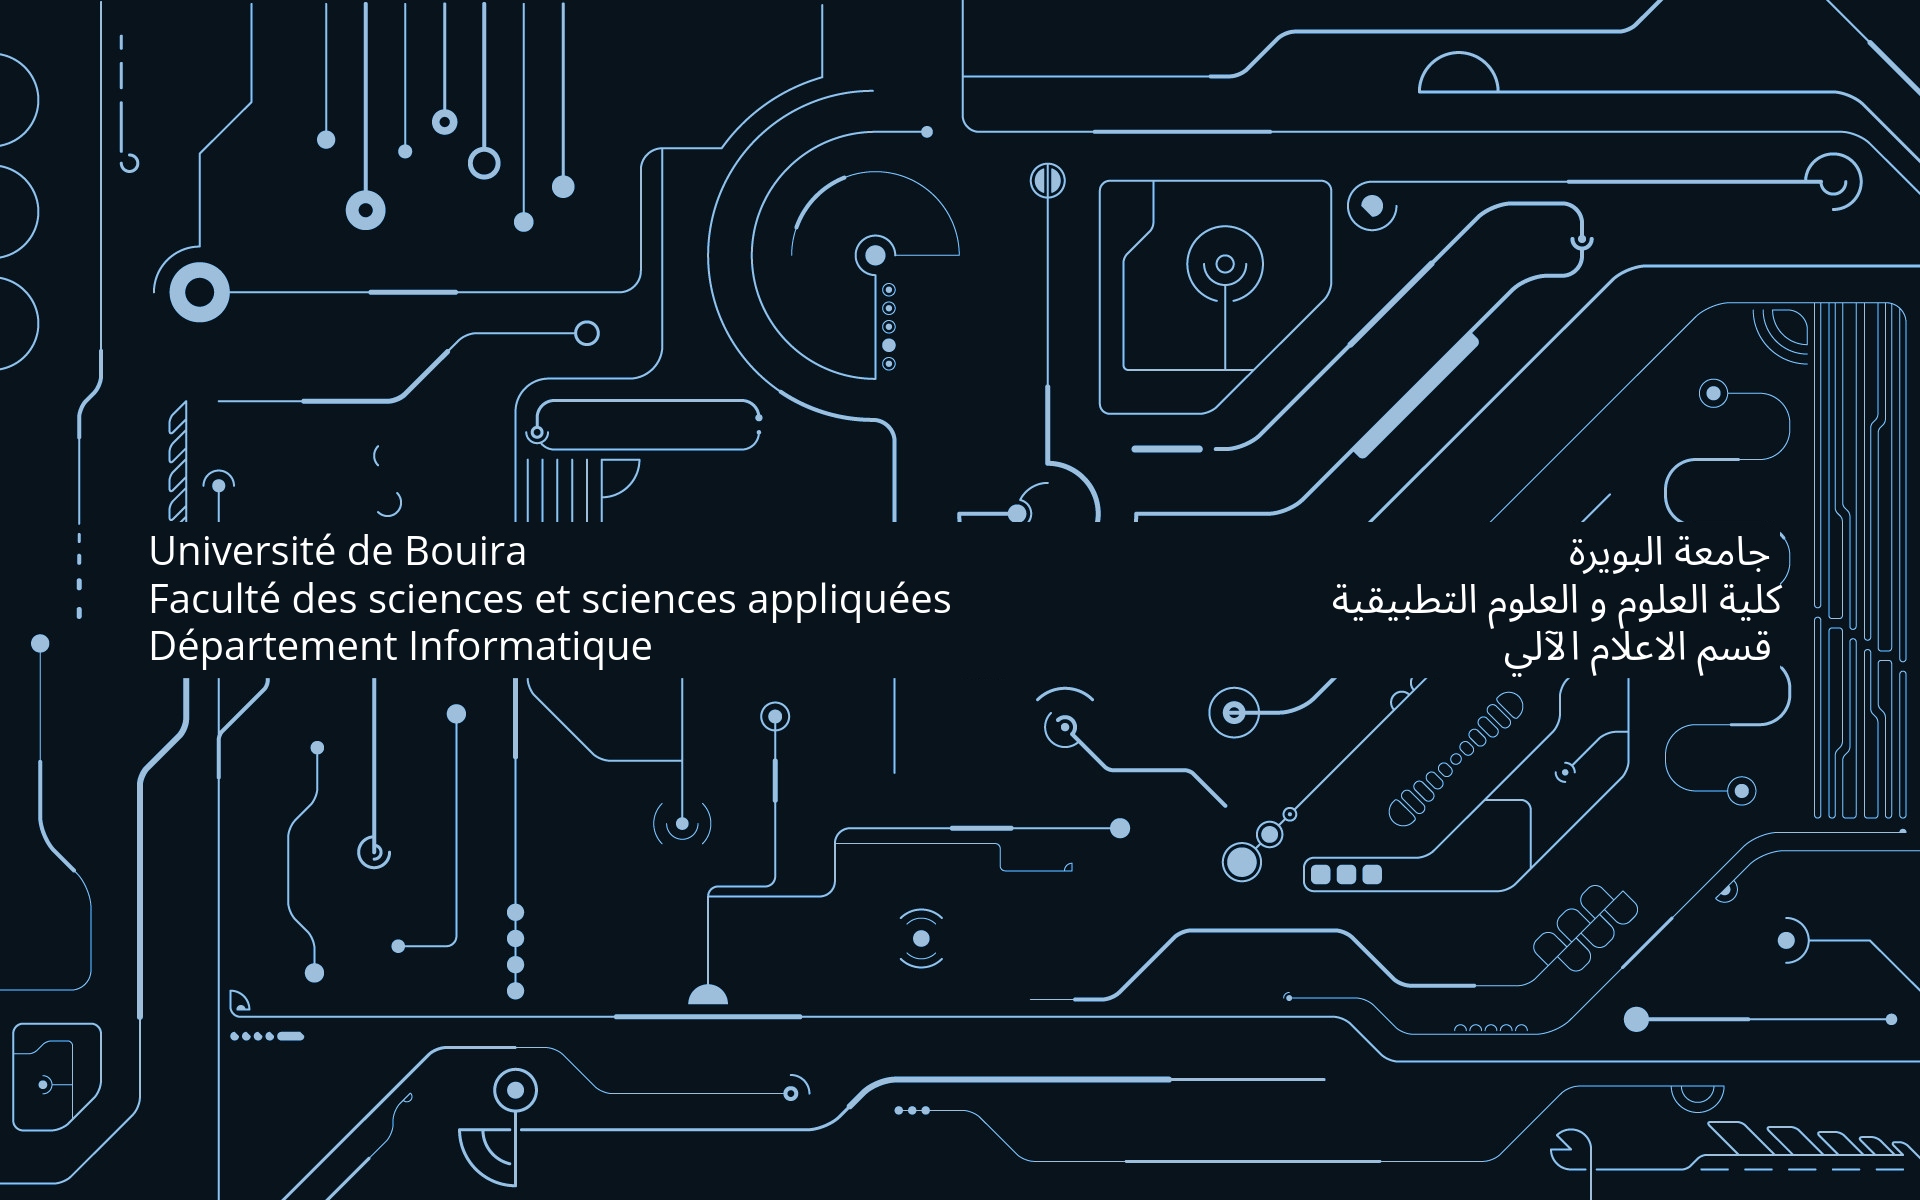 Université de Bouira
Faculté des sciences et sciences appliquées
Département Informatique
جامعة البويرة
كلية العلوم و العلوم التطبيقية
قسم الاعلام الآلي